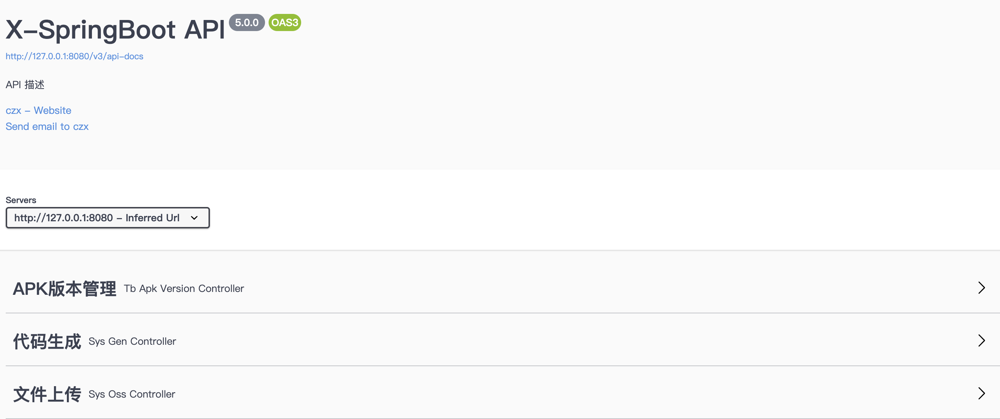 X-SpringBoot API 5.0.0 OAS3
http://127.0.0.1:8080/v3/api-docs
API 描述
czx - Website
Send email to czx
Servers
http://127.0.0.1:8080 - Inferred Url
APK版本管理 Tb Apk Version Controller
代码生成 Sys Gen Controller
文件上传 Sys Oss Controller